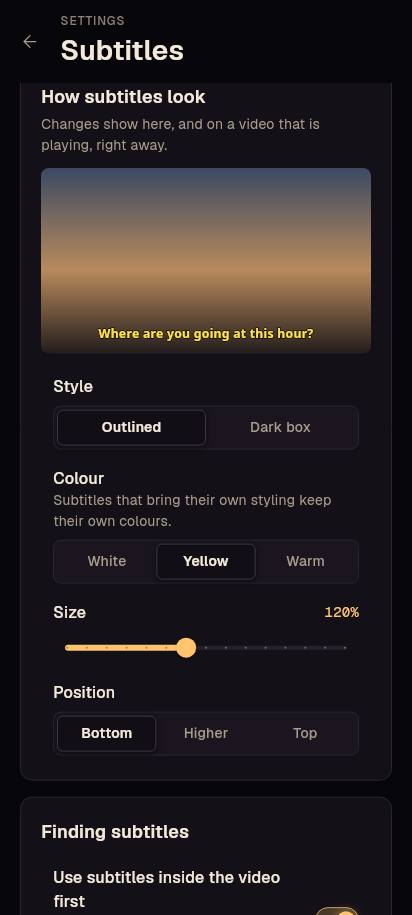 SETTINGS
Subtitles
How subtitles look
Changes show here, and on a video that is
playing, right away.
Where are you going at this hour?
Style
Outlined
Dark box
Colour
Subtitles that bring their own styling keep
their own colours.
White
Yellow
Warm
Size
120%
Position
Bottom
Higher
Top
Finding subtitles
Use subtitles inside the video
first